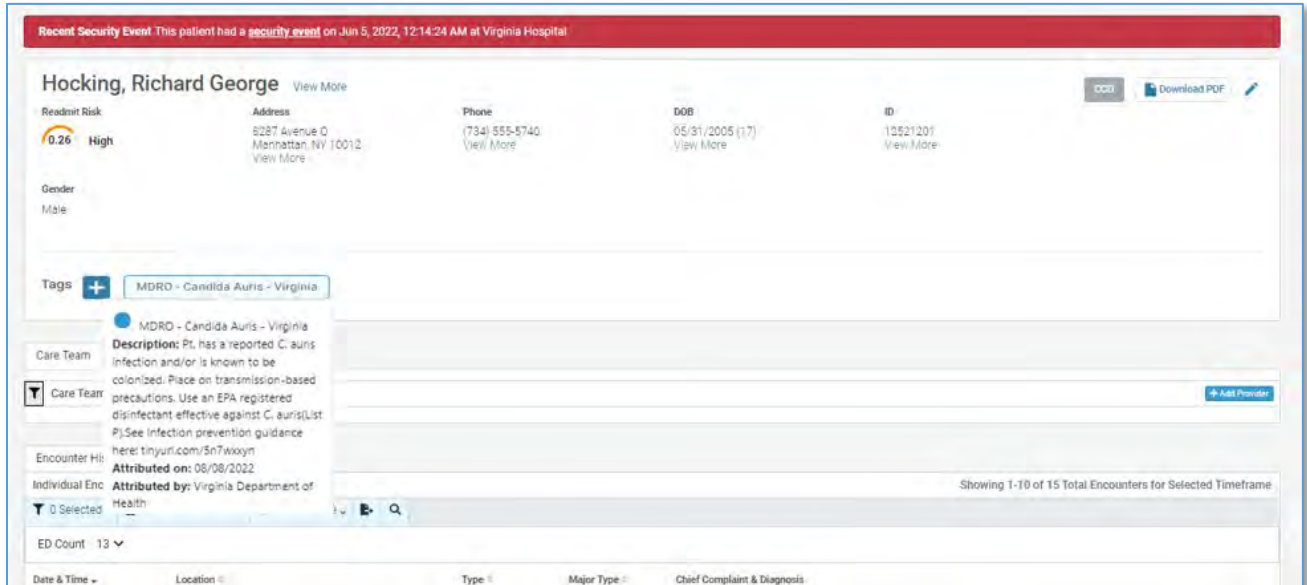 Recent Security Event This patient had a security event on Jun 5, 2022, 12:14:24 AM at Virginia Hospital
Hocking, Richard George View More
CCD Download PDF
Readmit Risk Address Phone DOB ID
0.26 High
6287 Avenue Q (734) 555-5740 05/31/2005 (17) 12521201
Manhattan, NY 10012 View More View More View More
View More
Gender
Male
Tags + MDRO - Candida Auris - Virginia
MDRO - Candida Auris - Virginia
Description: Pt. has a reported C. auris
infection and/or is known to be
colonized. Place on transmission-based
precautions. Use an EPA registered
disinfectant effective against C. auris(List
P).See Infection prevention guidance
here: tinyurl.com/5n7wxxyn
Attributed on: 08/08/2022
Attributed by: Virginia Department of
Health
Care Team
Care Team + Add Provider
Encounter Hi
Individual Enc Showing 1-10 of 15 Total Encounters for Selected Timeframe
0 Selected
ED Count 13
Date & Time Location Type Major Type Chief Complaint & Diagnosis